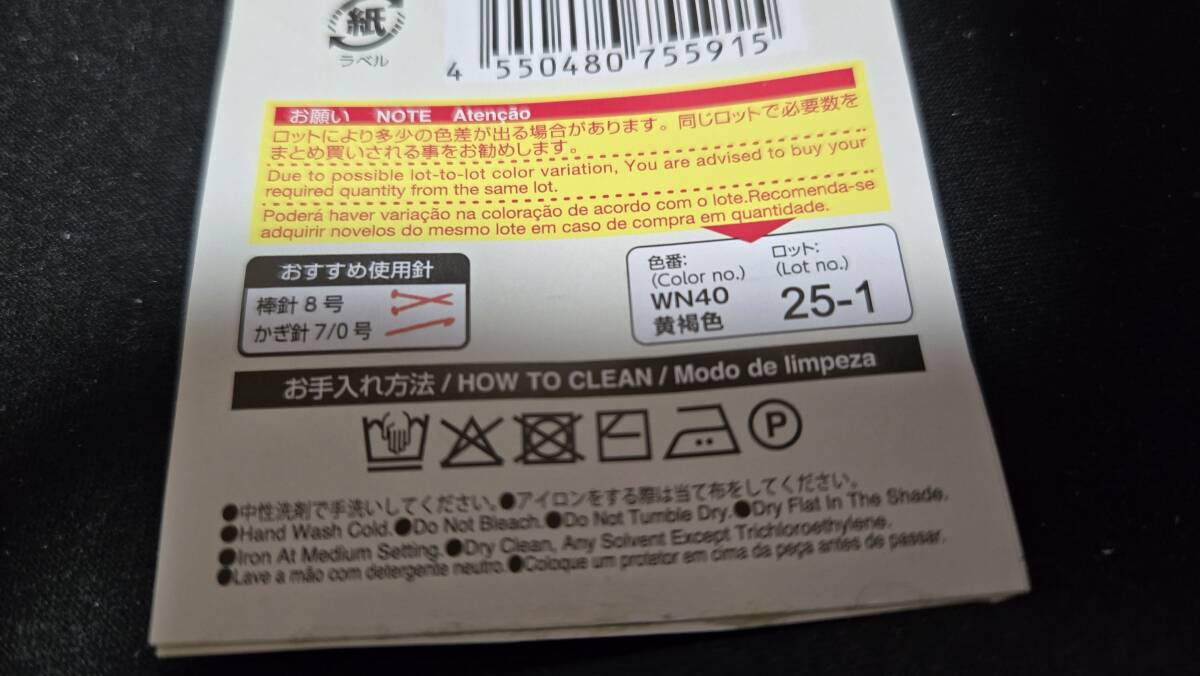 紙
ラベル
4 550480 755915
お願い NOTE Atenção
ロットにより多少の色差が出る場合があります。同じロットで必要数を
まとめ買いされる事をお勧めします。
Due to possible lot-to-lot color variation, You are advised to buy your
required quantity from the same lot.
Poderá haver variação na coloração de acordo com o lote.Recomenda-se
adquirir novelos do mesmo lote em caso de compra em quantidade.
おすすめ使用針
棒針 8 号
かぎ針 7/0 号
色番:
(Color no.)
WN40
黄褐色
ロット:
(Lot no.)
25-1
お手入れ方法 / HOW TO CLEAN / Modo de limpeza
P
●中性洗剤で手洗いしてください。●アイロンをする際は当て布をしてください。
●Hand Wash Cold.●Do Not Bleach.●Do Not Tumble Dry.●Dry Flat In The Shade.
●Iron At Medium Setting.●Dry Clean, Any Solvent Except Trichloroethylene.
●Lave a mão com detergente neutro.●Coloque um protetor em cima da peça antes de passar.